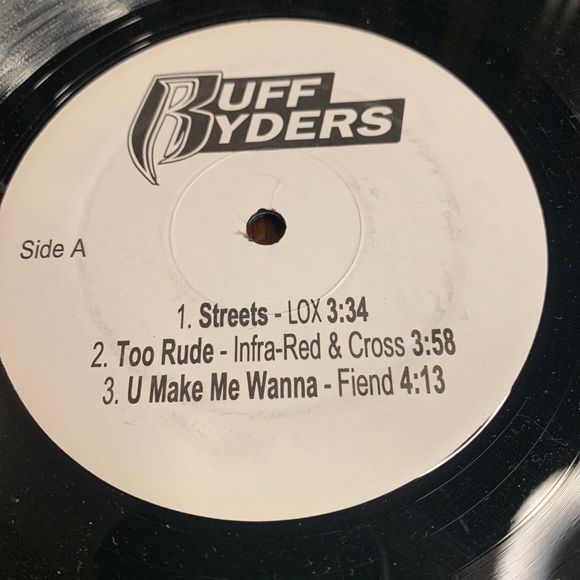 RUFF
RYDERS
Side A
1. Streets - LOX 3:34
2. Too Rude - Infra-Red & Cross 3:58
3. U Make Me Wanna - Fiend 4:13